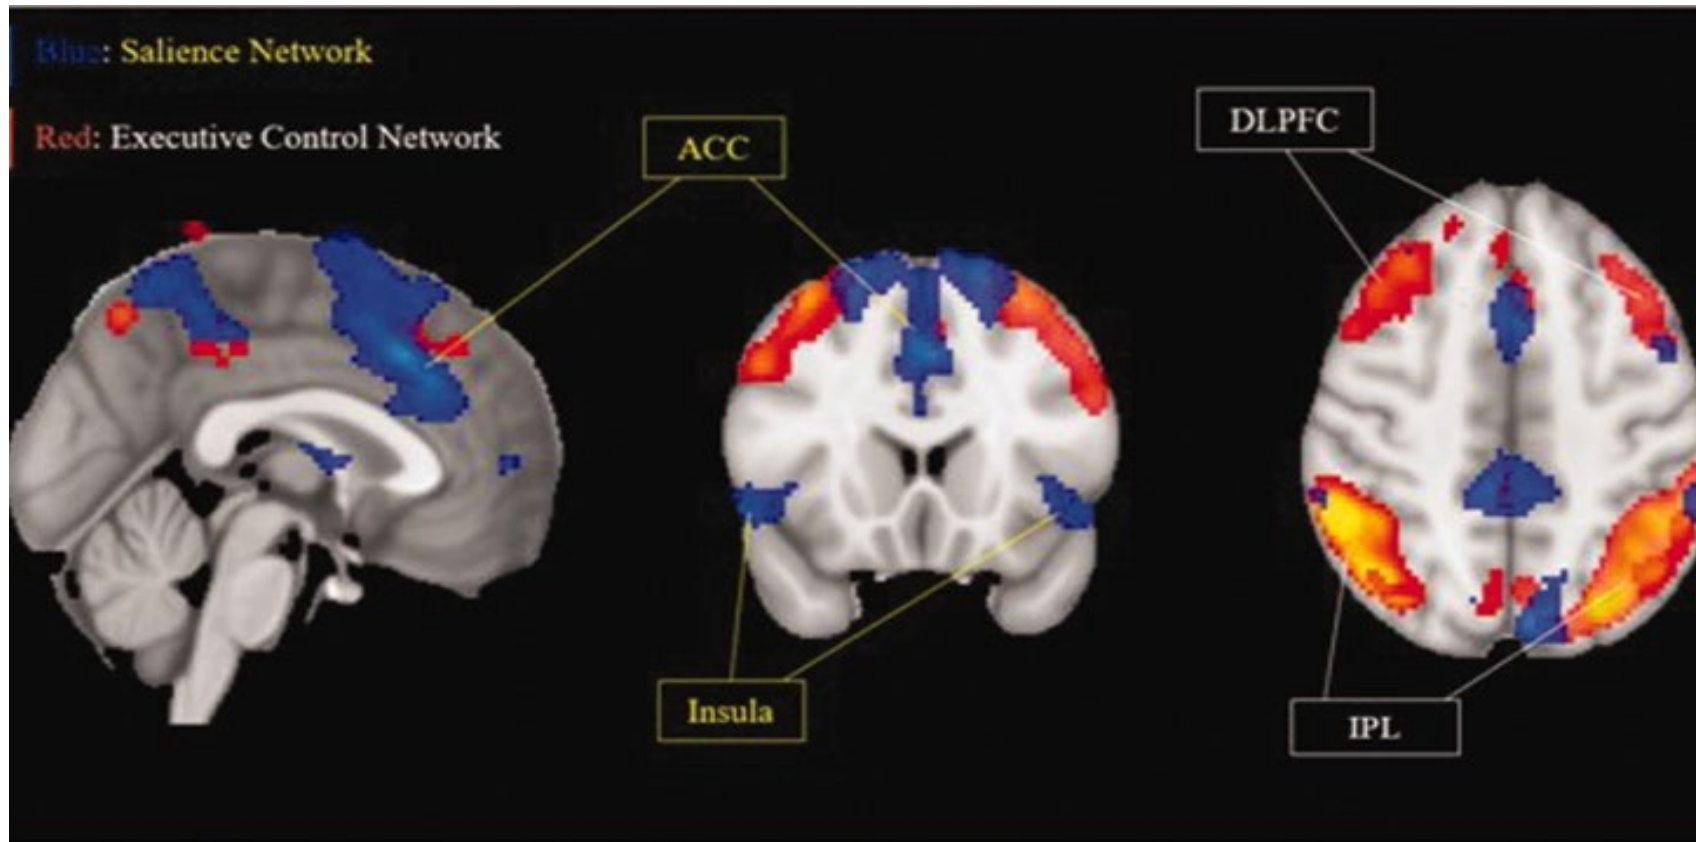 Blue: Salience Network
Red: Executive Control Network
ACC
DLPFC
Insula
IPL